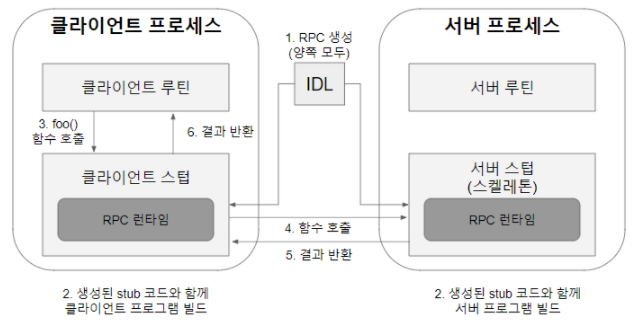 클라이언트 프로세스
1. RPC 생성
(양쪽 모두)
서버 프로세스
클라이언트 루틴
IDL
서버 루틴
3. foo()
함수 호출
6. 결과 반환
클라이언트 스텁
서버 스텁
(스켈레톤)
RPC 런타임
RPC 런타임
4. 함수 호출
5. 결과 반환
2. 생성된 stub 코드와 함께
클라이언트 프로그램 빌드
2. 생성된 stub 코드와 함께
서버 프로그램 빌드